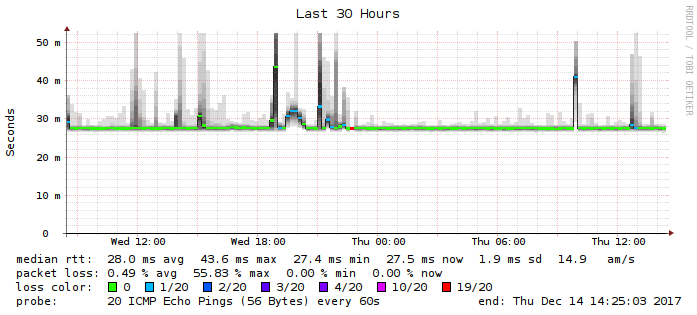 Last 30 Hours
RRDTOOL / TOBI OETIKER
Seconds
50 m
40 m
30 m
20 m
10 m
0
Wed 12:00 Wed 18:00 Thu 00:00 Thu 06:00 Thu 12:00
median rtt: 28.0 ms avg 43.6 ms max 27.4 ms min 27.5 ms now 1.9 ms sd 14.9 am/s
packet loss: 0.49 % avg 55.83 % max 0.00 % min 0.00 % now
loss color: 0 1/20 2/20 3/20 4/20 10/20 19/20
probe: 20 ICMP Echo Pings (56 Bytes) every 60s end: Thu Dec 14 14:25:03 2017